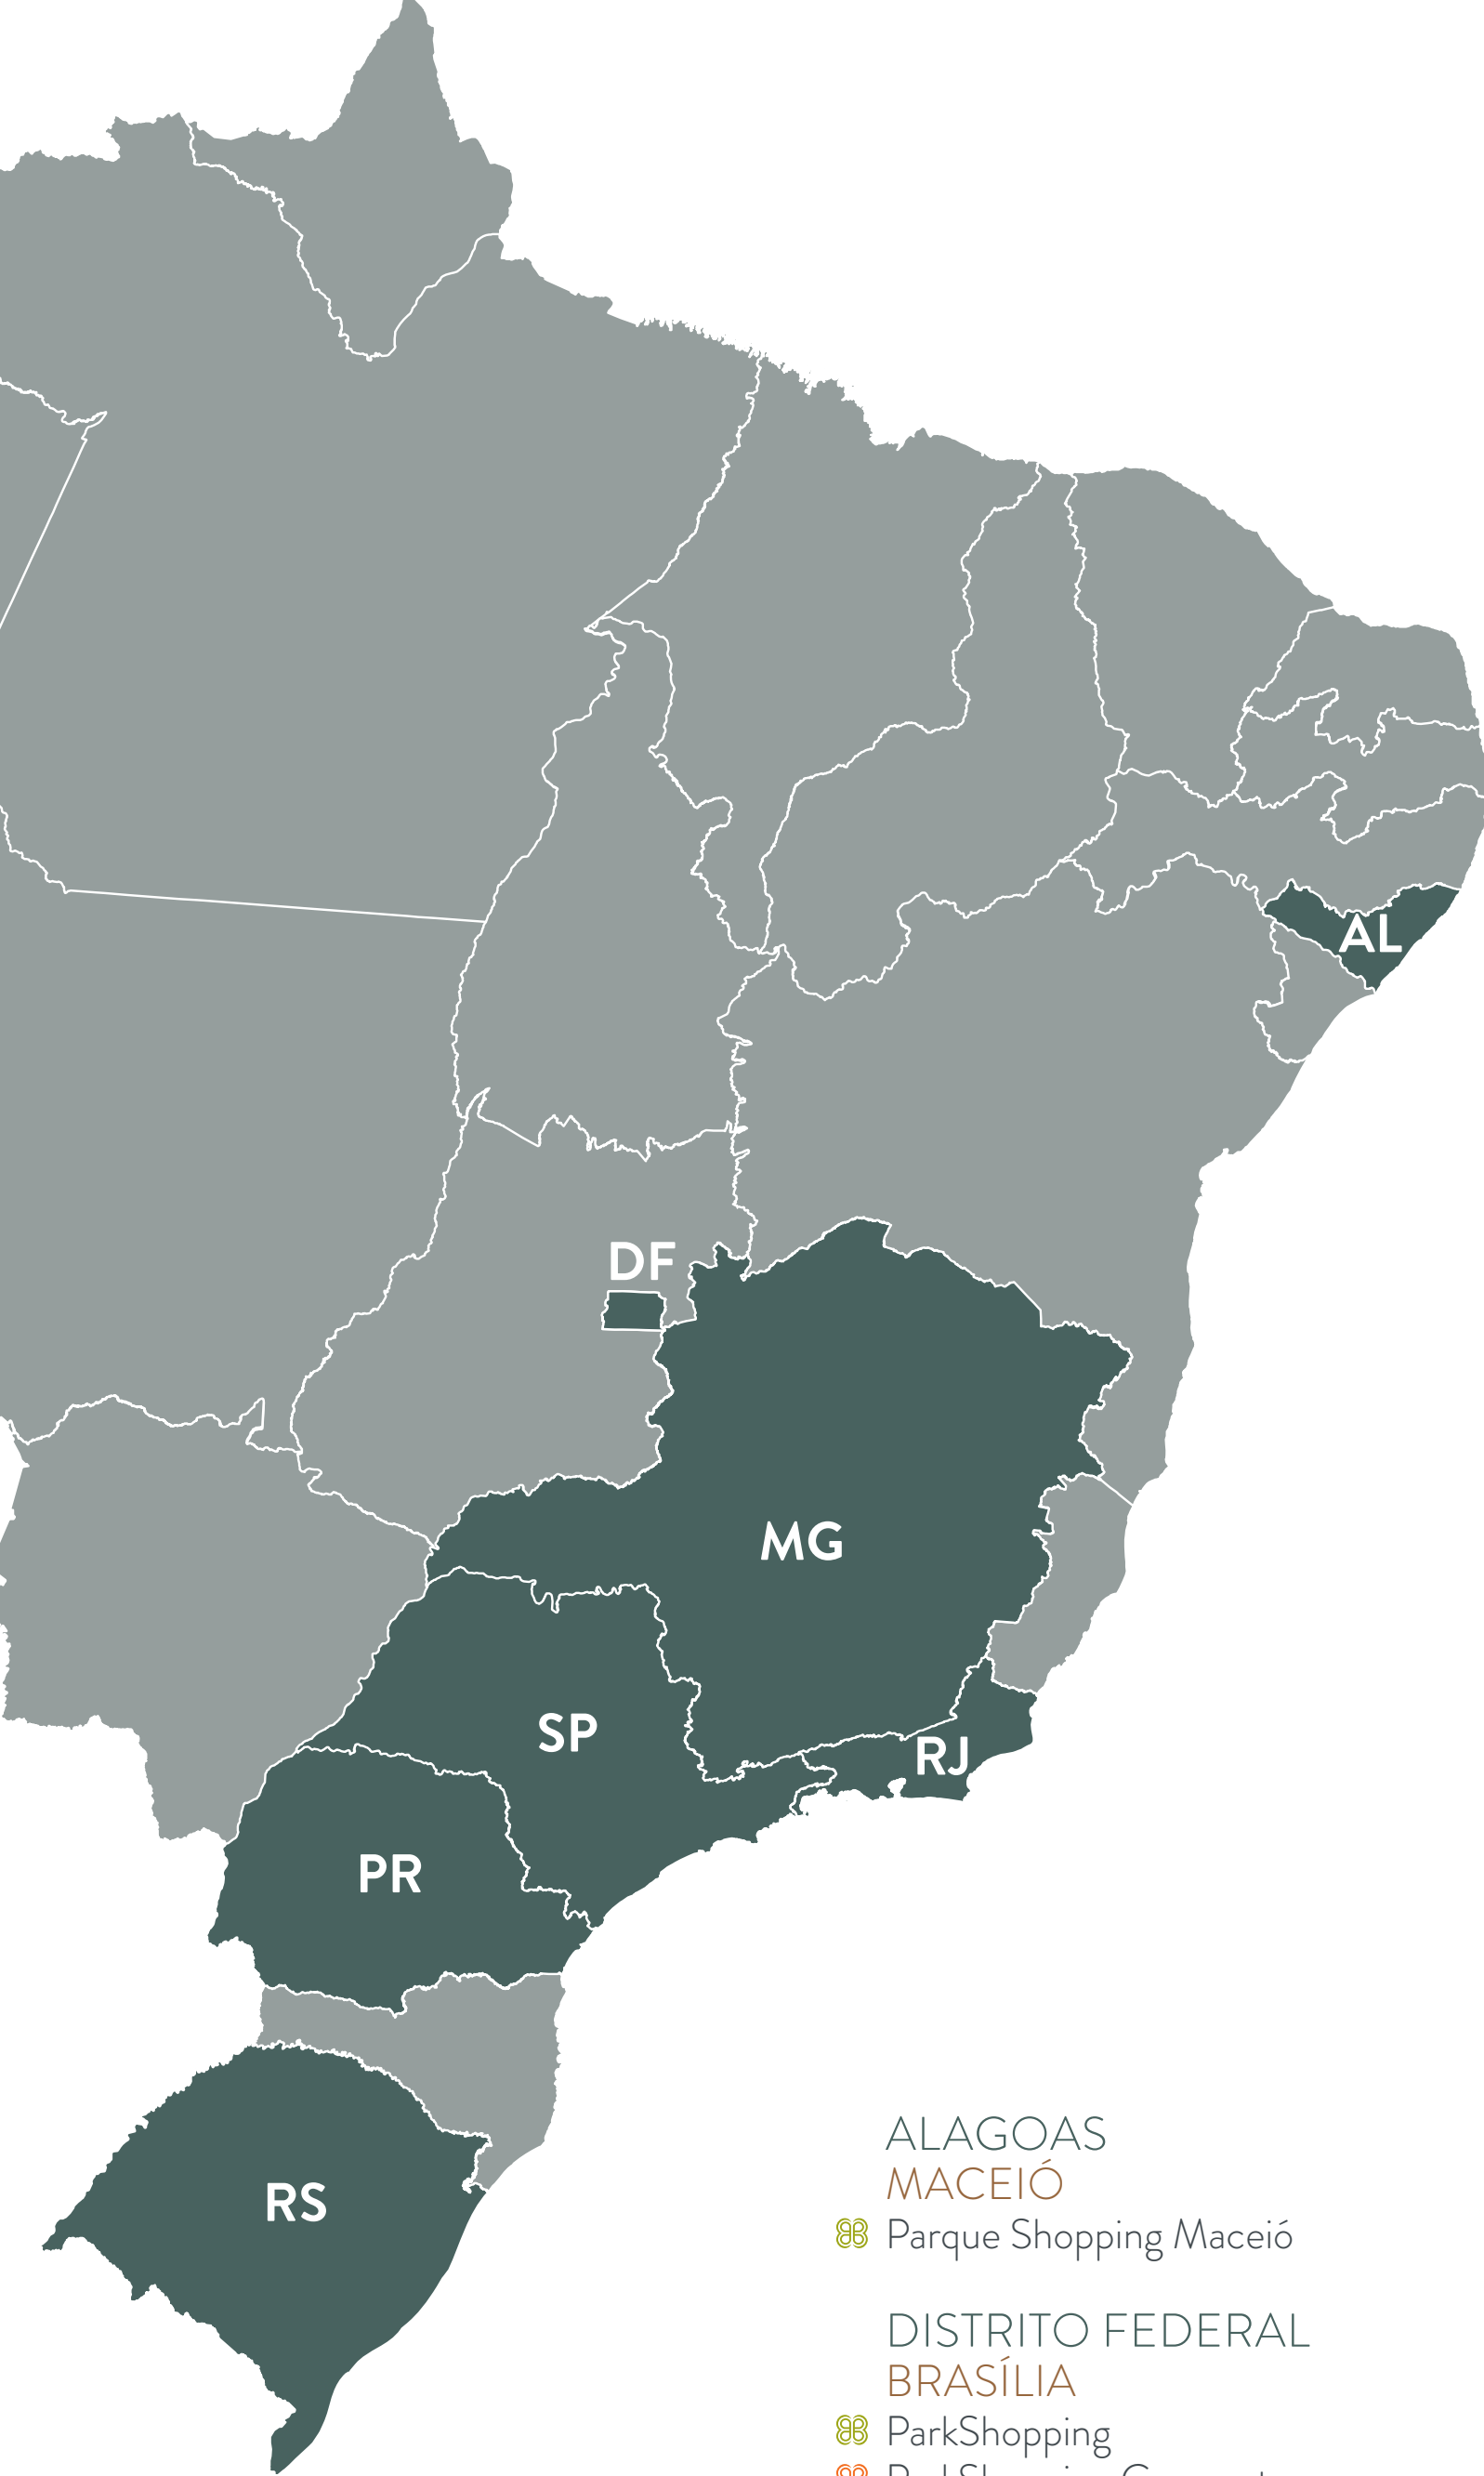 AL
DF
MG
SP
RJ
PR
RS
ALAGOAS
MACEIÓ
Parque Shopping Maceió
DISTRITO FEDERAL
BRASÍLIA
ParkShopping